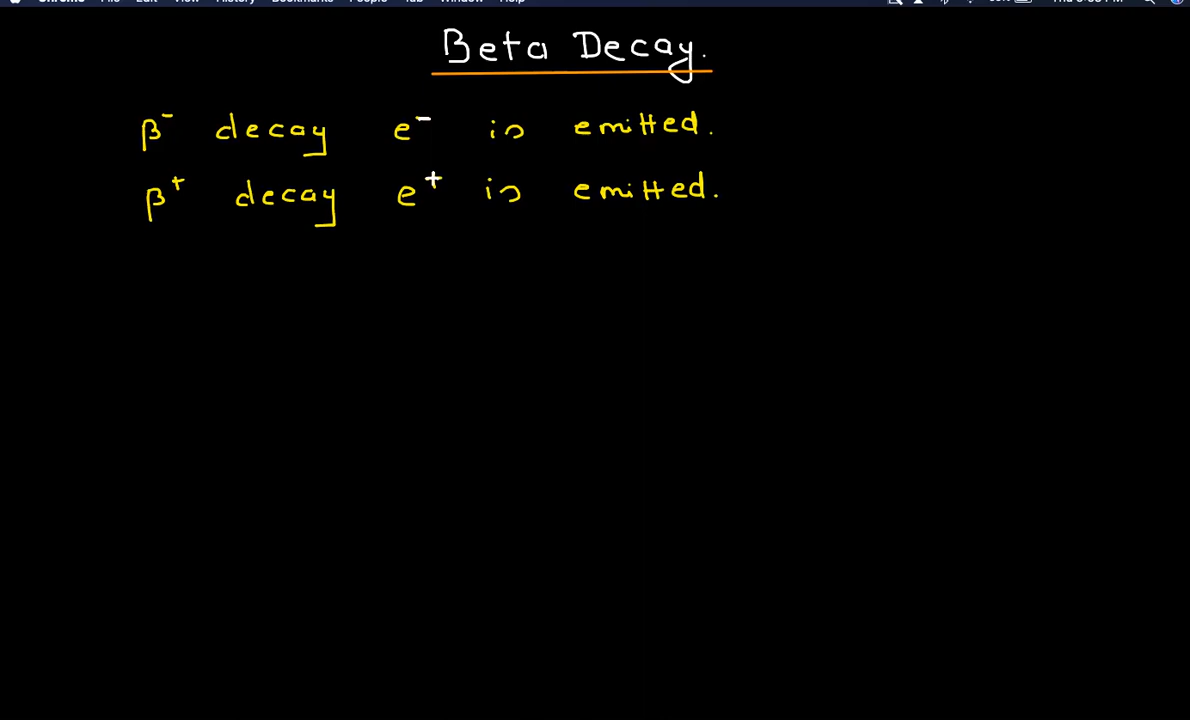 Beta Decay.
β⁻ decay e⁻ is emitted.
β⁺ decay e⁺ is emitted.